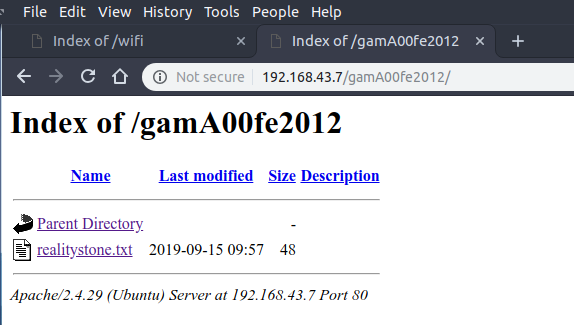 File Edit View History Tools People Help
Index of /wifi × Index of /gamA00fe2012 × +
Not secure | 192.168.43.7/gamA00fe2012/
Index of /gamA00fe2012
Name Last modified Size Description
Parent Directory -
realitystone.txt 2019-09-15 09:57 48
Apache/2.4.29 (Ubuntu) Server at 192.168.43.7 Port 80